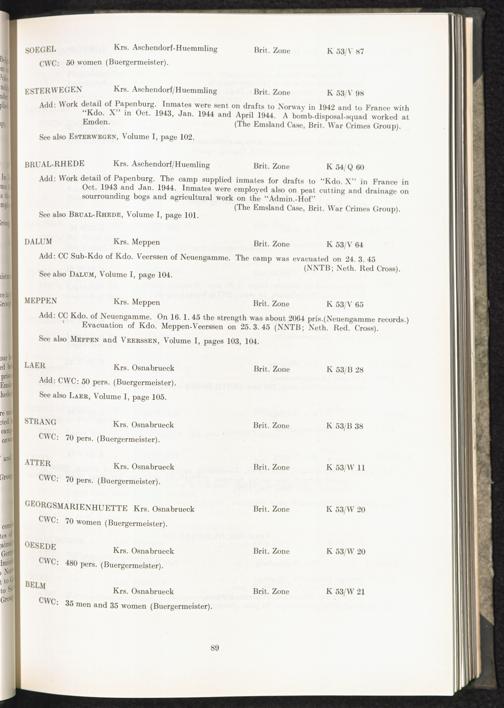 SOEGEL Krs. Aschendorf-Huemmling Brit. Zone K 53/V 87
CWC: 50 women (Buergermeister).
ESTERWEGEN Krs. Aschendorf/Huemmling Brit. Zone K 53/V 98
Add: Work detail of Papenburg. Inmates were sent on drafts to Norway in 1942 and to France with
"Kdo. X" in Oct. 1943, Jan. 1944 and April 1944. A bomb-disposal-squad worked at
Emden. (The Emsland Case, Brit. War Crimes Group).
See also ESTERWEGEN, Volume I, page 102.
BRUAL-RHEDE Krs. Aschendorf/Huemling Brit. Zone K 54/Q 60
Add: Work detail of Papenburg. The camp supplied inmates for drafts to "Kdo. X" in France in
Oct. 1943 and Jan. 1944. Inmates were employed also on peat cutting and drainage on
sourrounding bogs and agricultural work on the "Admin.-Hof"
(The Emsland Case, Brit. War Crimes Group).
See also BRUAL-RHEDE, Volume I, page 101.
DALUM Krs. Meppen Brit. Zone K 53/V 64
Add: CC Sub-Kdo of Kdo. Veerssen of Neuengamme. The camp was evacuated on 24. 3. 45
(NNTB; Neth. Red Cross).
See also DALUM, Volume I, page 104.
MEPPEN Krs. Meppen Brit. Zone K 53/V 65
Add: CC Kdo. of Neuengamme. On 16. 1. 45 the strength was about 2064 pris.(Neuengamme records.)
Evacuation of Kdo. Meppen-Veerssen on 25. 3. 45 (NNTB; Neth. Red. Cross).
See also MEPPEN and VEERSSEN, Volume I, pages 103, 104.
LAER Krs. Osnabrueck Brit. Zone K 53/B 28
Add: CWC: 50 pers. (Buergermeister).
See also LAER, Volume I, page 105.
STRANG Krs. Osnabrueck Brit. Zone K 53/B 38
CWC: 70 pers. (Buergermeister).
ATTER Krs. Osnabrueck Brit. Zone K 53/W 11
CWC: 70 pers. (Buergermeister).
GEORGSMARIENHUETTE Krs. Osnabrueck Brit. Zone K 53/W 20
CWC: 70 women (Buergermeister).
OESEDE Krs. Osnabrueck Brit. Zone K 53/W 20
CWC: 480 pers. (Buergermeister).
BELM Krs. Osnabrueck Brit. Zone K 53/W 21
CWC: 35 men and 35 women (Buergermeister).
89